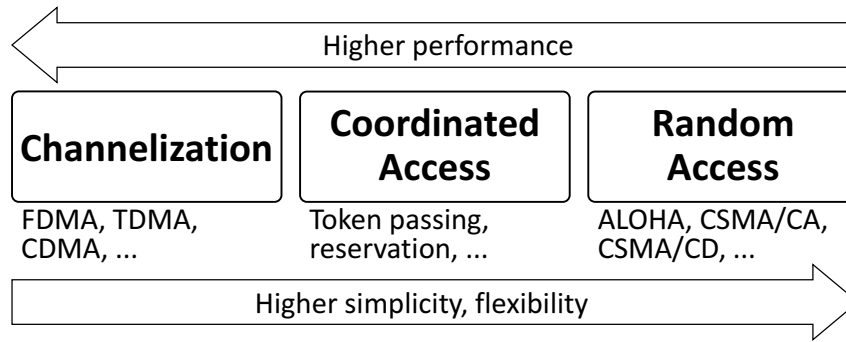 Higher performance
Channelization
Coordinated
Access
Random
Access
FDMA, TDMA,
CDMA, ...
Token passing,
reservation, ...
ALOHA, CSMA/CA,
CSMA/CD, ...
Higher simplicity, flexibility